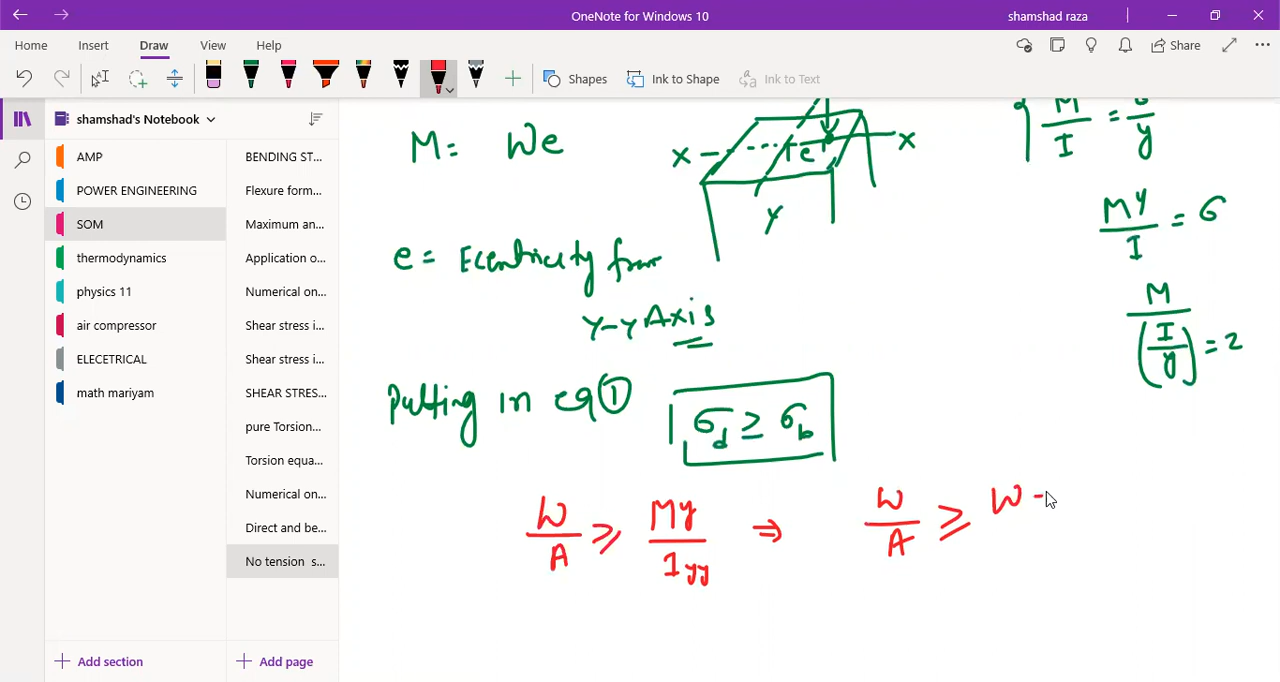 OneNote for Windows 10
shamshad raza
Home Insert Draw View Help
Share
Shapes
Ink to Shape
Ink to Text
shamshad's Notebook
AMP
POWER ENGINEERING
SOM
thermodynamics
physics 11
air compressor
ELECETRICAL
math mariyam
Add section
BENDING ST...
Flexure form...
Maximum an...
Application o...
Numerical on...
Shear stress i...
Shear stress i...
SHEAR STRES...
pure Torsion...
Torsion equa...
Numerical on...
Direct and be...
No tension s...
Add page
M = We
x
e
x
y
M/I = σ/y
My/I = σ
M/(I/y) = 2
e = Eccentricity from
y-y Axis
Putting in eq ①
σd ≥ σb
W/A ≥ My/Iyy ⇒ W/A ≥ W -